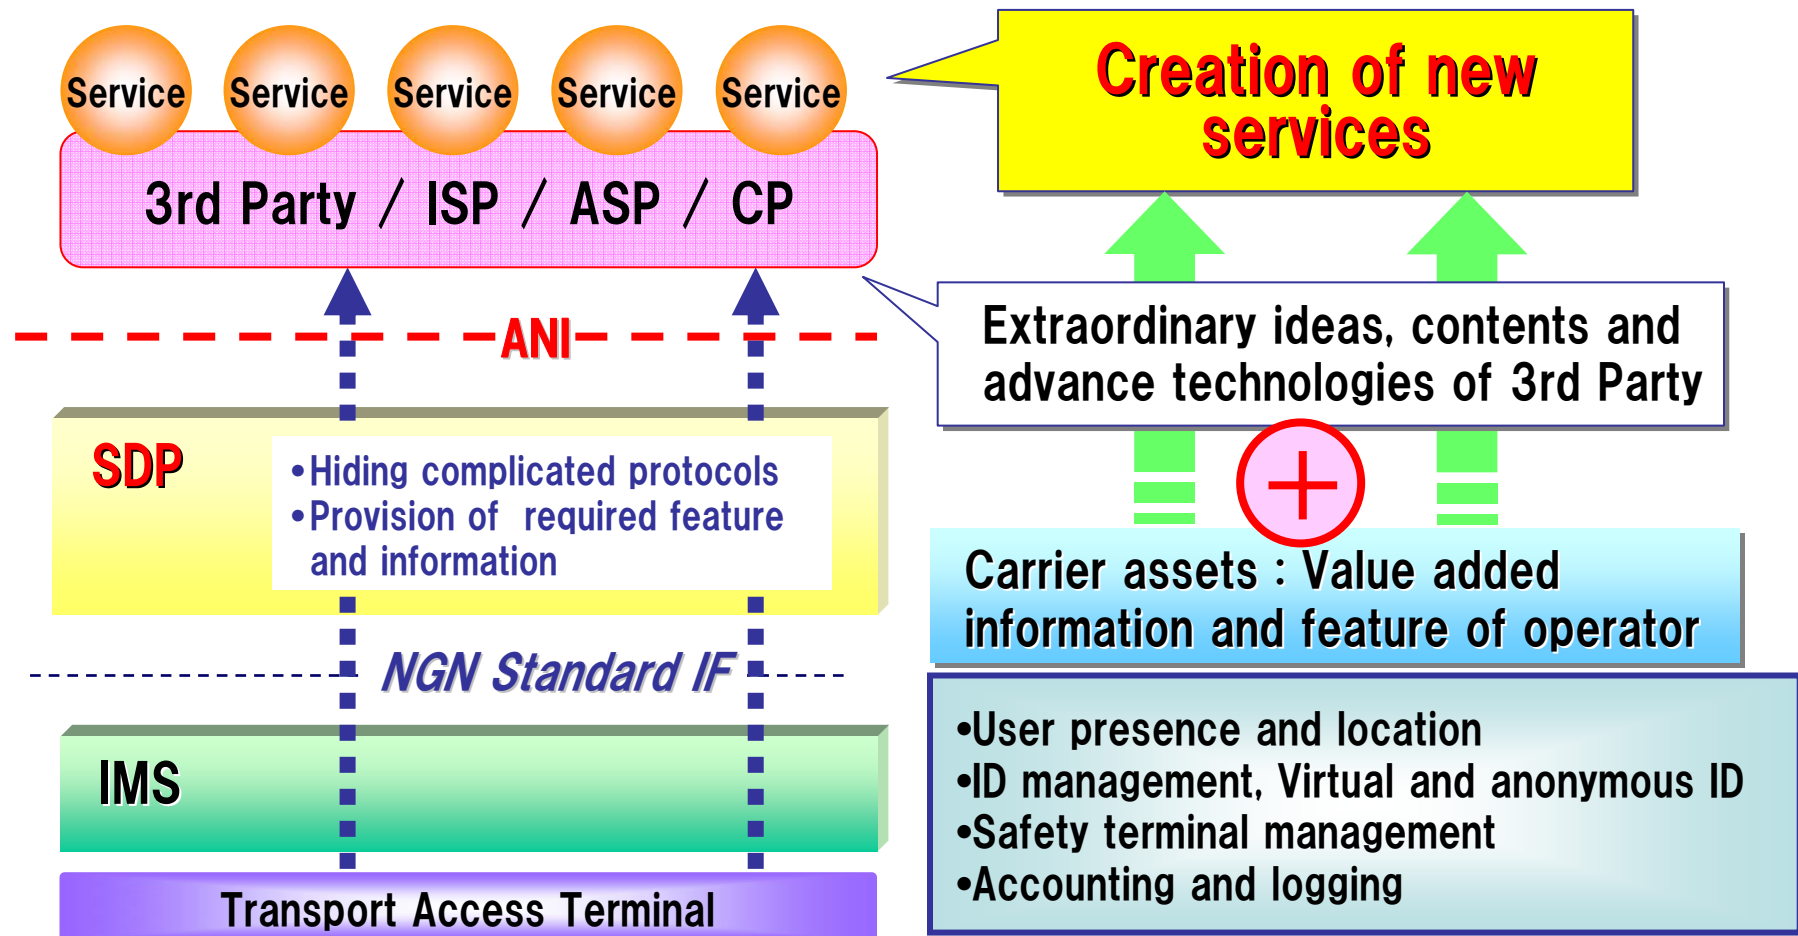 Service
Service
Service
Service
Service
3rd Party / ISP / ASP / CP
ANI
SDP
•Hiding complicated protocols
•Provision of required feature
and information
NGN Standard IF
IMS
Transport Access Terminal
Creation of new
services
Extraordinary ideas, contents and
advance technologies of 3rd Party
+
Carrier assets : Value added
information and feature of operator
•User presence and location
•ID management, Virtual and anonymous ID
•Safety terminal management
•Accounting and logging